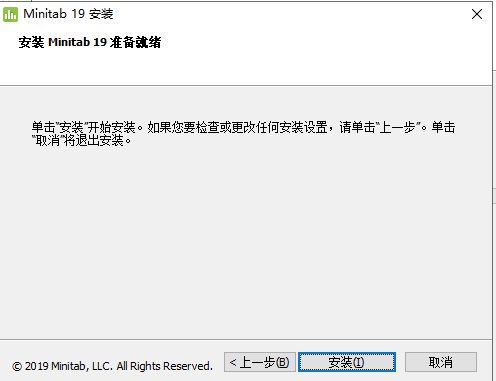 Minitab 19 安装
安装 Minitab 19 准备就绪
单击“安装”开始安装。如果您要检查或更改任何安装设置，请单击“上一步”。单击
“取消”将退出安装。
© 2019 Minitab, LLC. All Rights Reserved.
< 上一步(B)
安装(I)
取消